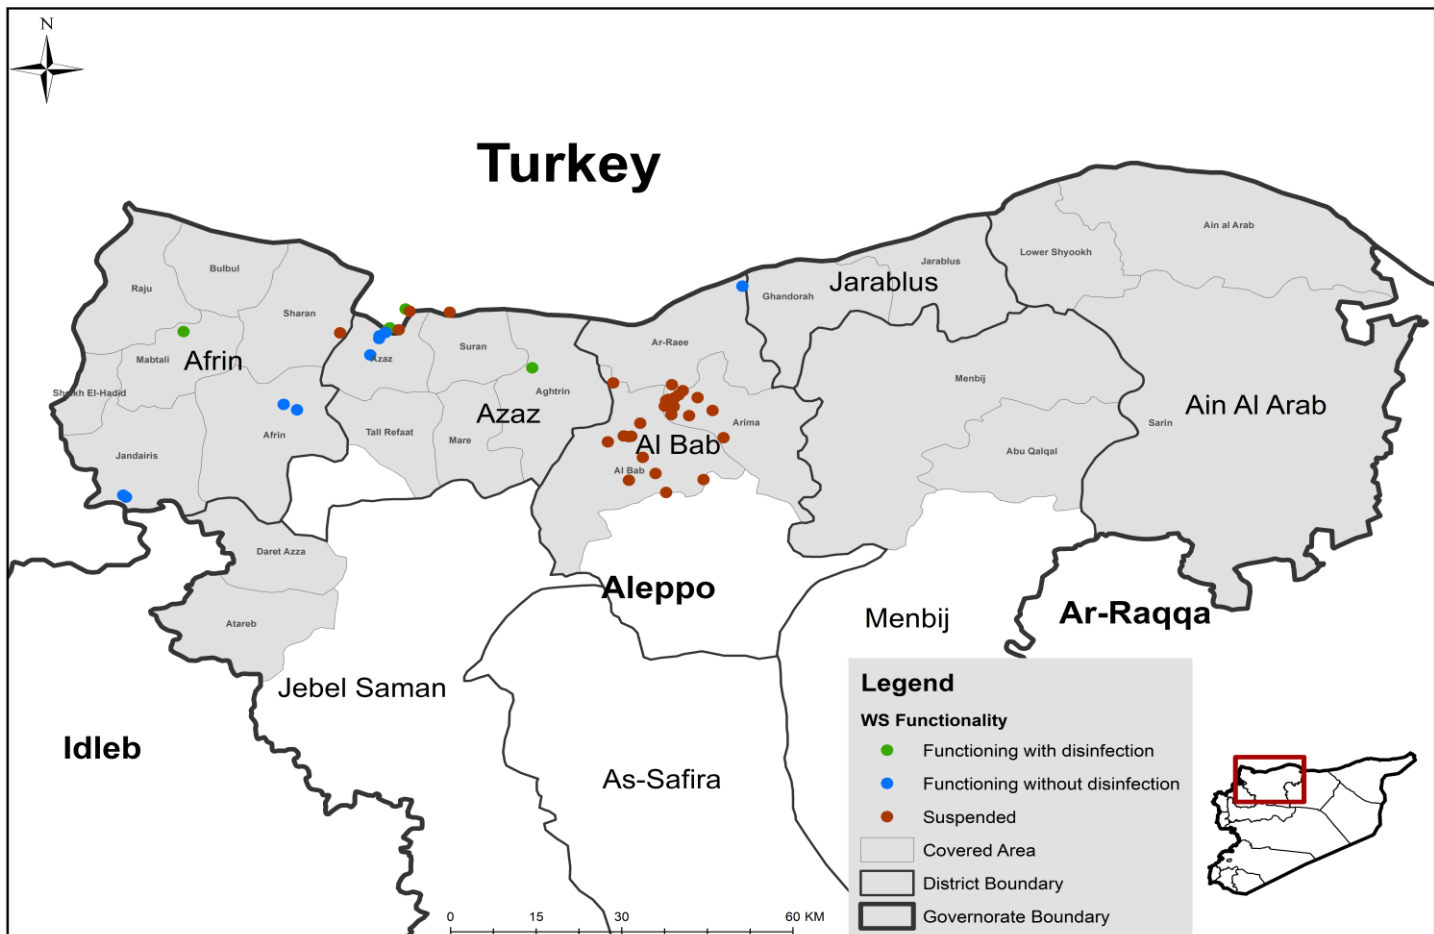 N
Turkey
Ain al Arab
Lower Shyookh
Jarablus
Bulbul
Raju
Jarablus
Ghandorah
Sharan
Ar-Raee
Suran
Azaz
Mabtali
Afrin
Menbij
Sheikh El-Hadid
Aghtrin
Azaz
Ain Al Arab
Arima
Sarin
Afrin
Tall Refaat
Mare
Al Bab
Abu Qalqal
Jandairis
Al Bab
Daret Azza
Aleppo
Menbij
Ar-Raqqa
Atareb
Jebel Saman
Idleb
As-Safira
Legend
WS Functionality
Functioning with disinfection
Functioning without disinfection
Suspended
Covered Area
District Boundary
Governorate Boundary
0 15 30 60 KM